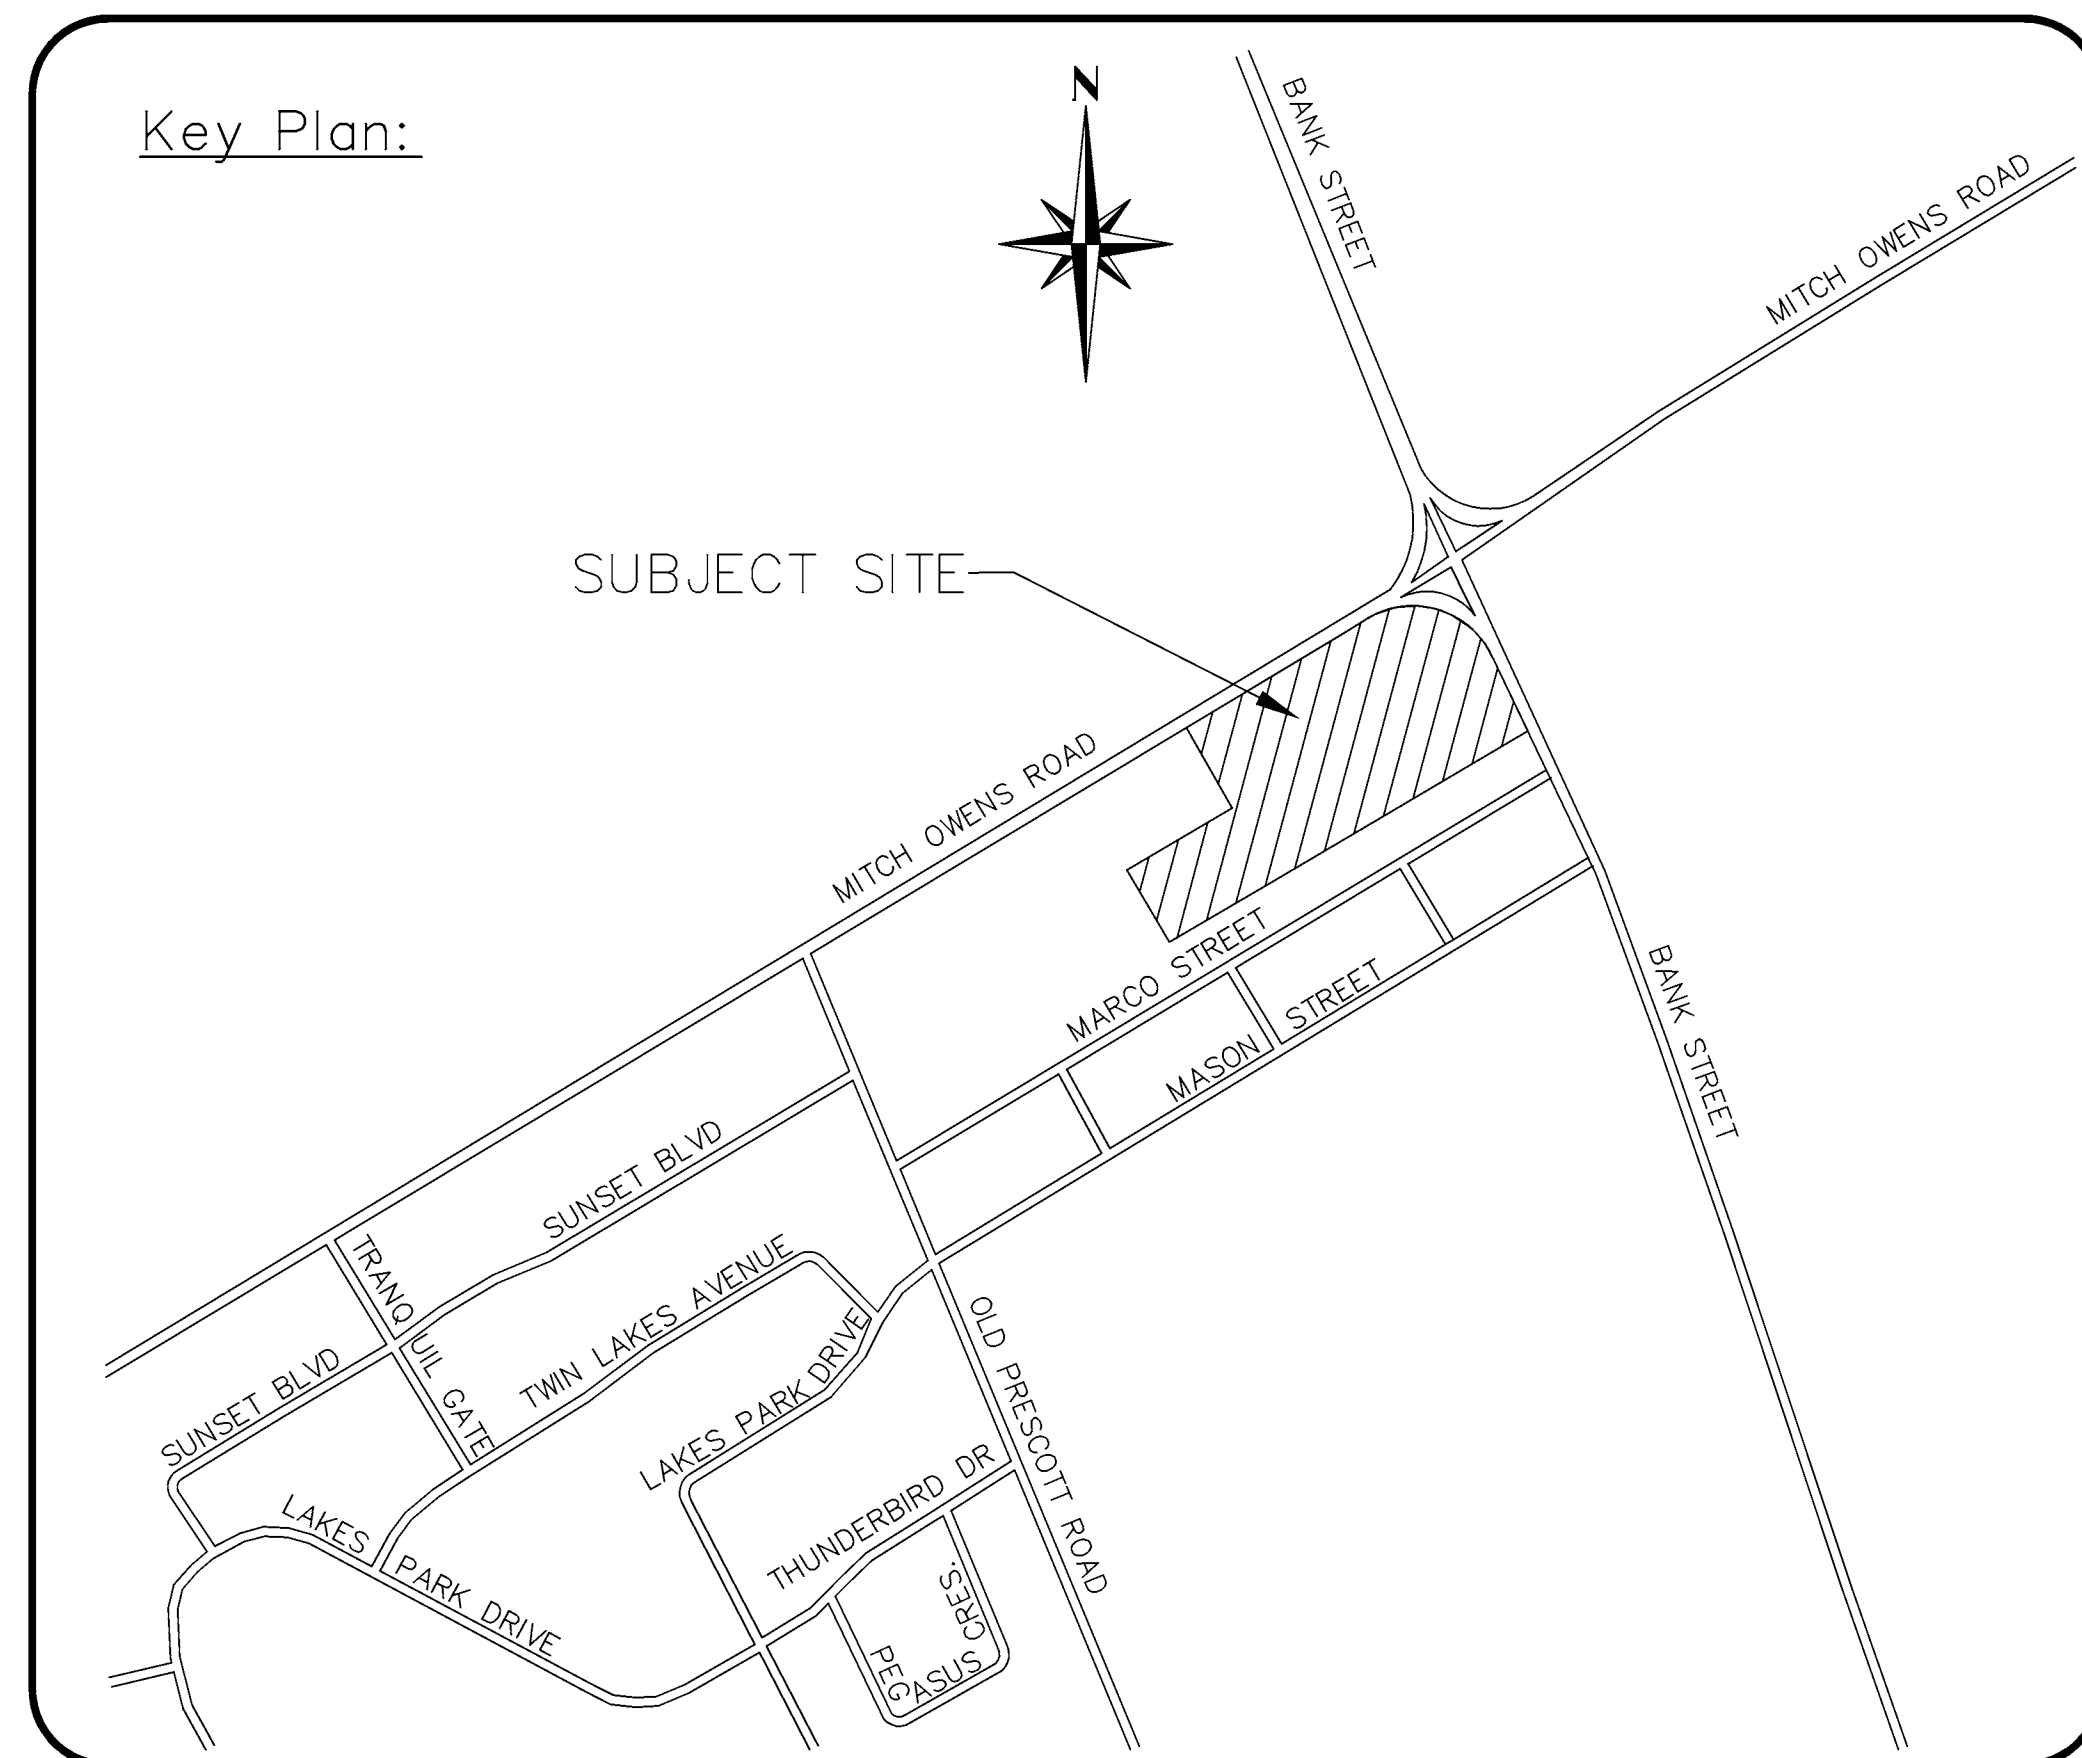 N
Key Plan:
BANK STREET
MITCH OWENS ROAD
SUBJECT SITE
MITCH OWENS ROAD
MARCO STREET
MASON STREET
BANK STREET
SUNSET BLVD
TRANQUIL GATE
TWIN LAKES AVENUE
SUNSET BLVD
LAKES PARK DRIVE
OLD PRESCOTT ROAD
THUNDERBIRD DR
LAKES PARK DRIVE
PEGASUS CRES.